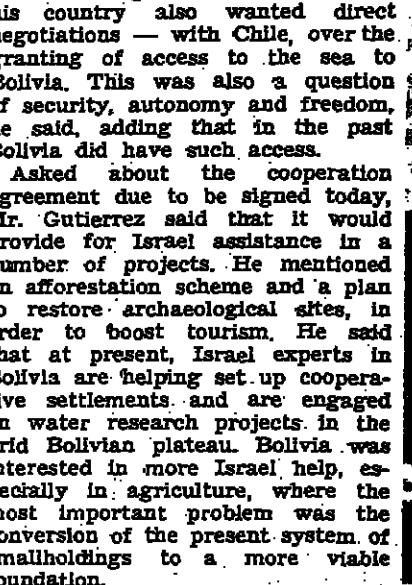 his country also wanted direct
negotiations — with Chile, over the
granting of access to the sea to
Bolivia. This was also a question
of security, autonomy and freedom,
he said, adding that in the past
Bolivia did have such access.
Asked about the cooperation
agreement due to be signed today,
Mr. Gutierrez said that it would
provide for Israel assistance in a
number of projects. He mentioned
an afforestation scheme and a plan
to restore archaeological sites, in
order to boost tourism. He said
that at present, Israel experts in
Bolivia are helping set up coopera-
tive settlements and are engaged
in water research projects in the
arid Bolivian plateau. Bolivia was
interested in more Israel help, es-
pecially in agriculture, where the
most important problem was the
conversion of the present system of
smallholdings to a more viable
foundation.